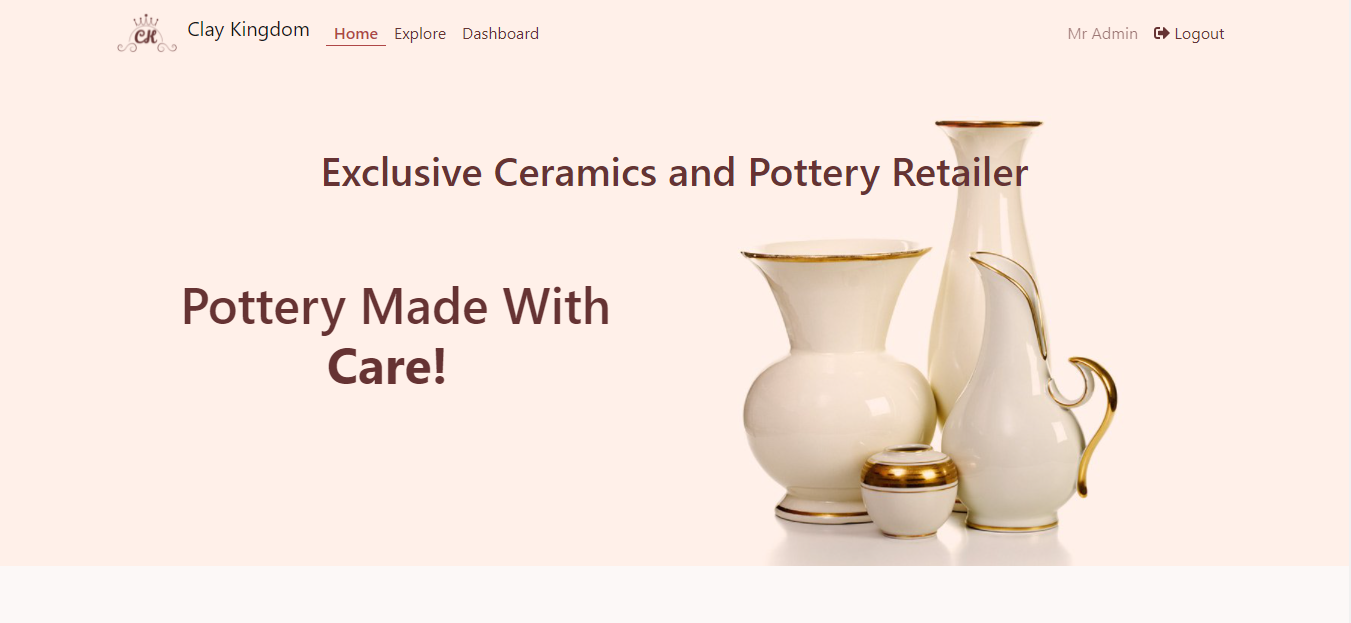 CK
Clay Kingdom
Home Explore Dashboard
Mr Admin
Logout
Exclusive Ceramics and Pottery Retailer
Pottery Made With
Care!